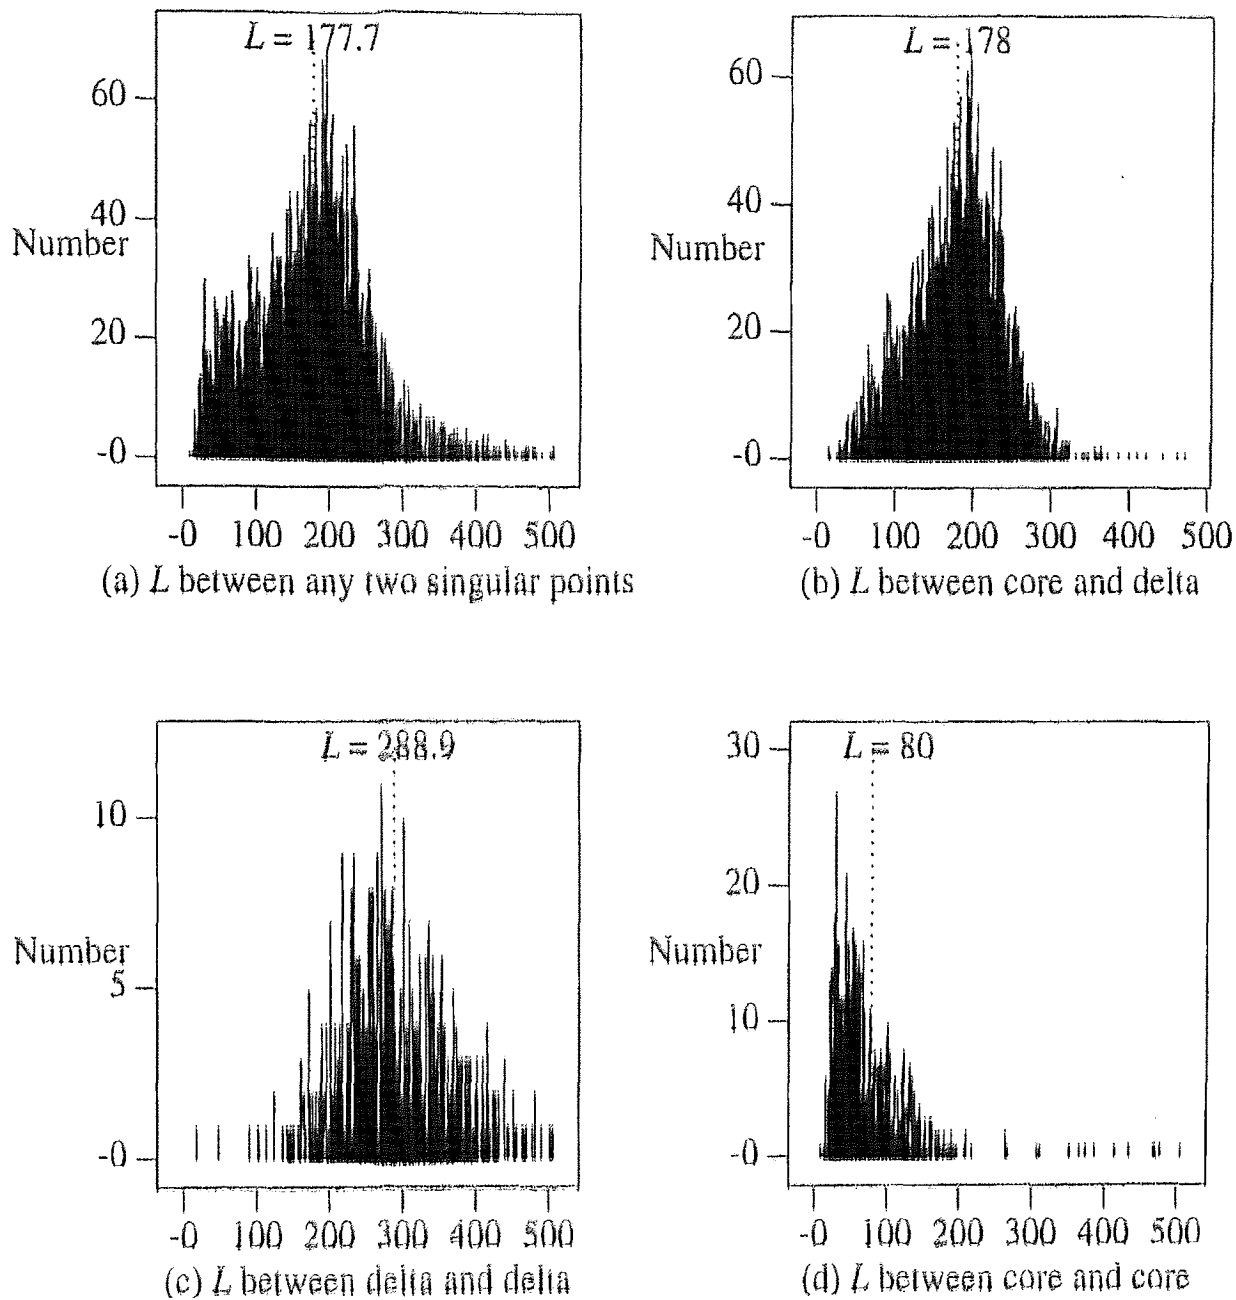 L = 177.7
60
40
Number
20
-0
-0 100 200 300 400 500
(a) L between any two singular points
L = 178
60
40
Number
20
-0
-0 100 200 300 400 500
(b) L between core and delta
L = 288.9
10
Number
5
-0
-0 100 200 300 400 500
(c) L between delta and delta
L = 80
30
20
Number
10
-0
-0 100 200 300 400 500
(d) L between core and core